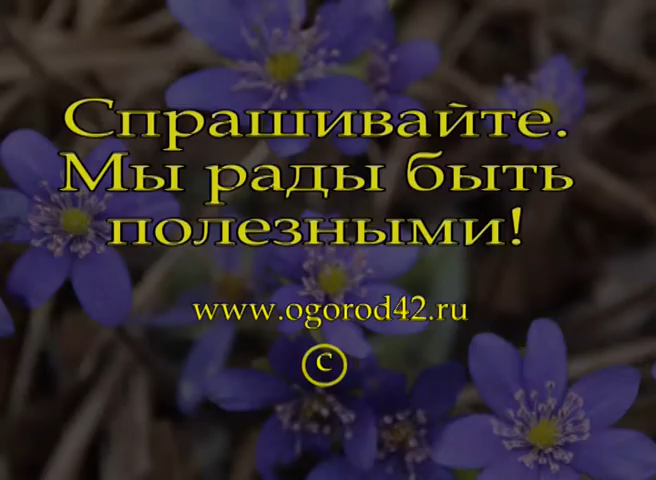 Спрашивайте.
Мы рады быть
полезными!
www.ogorod42.ru
©